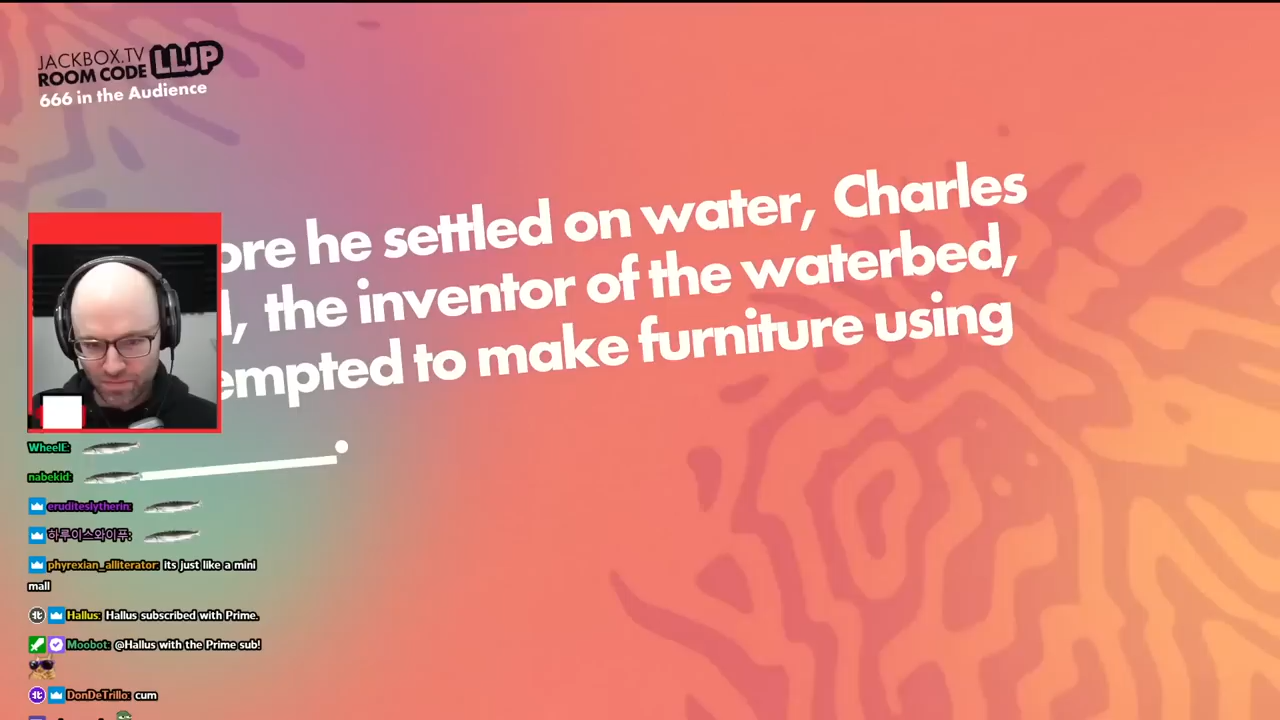 JACKBOX.TV
ROOM CODE LLJP
666 in the Audience
ore he settled on water, Charles
l, the inventor of the waterbed,
empted to make furniture using
WheelE:
nabekid:
eruditeslytherin:
하루이스와이푸:
phyrexian_alliterator: its just like a mini
mall
Hallus: Hallus subscribed with Prime.
Moobot: @Hallus with the Prime sub!
DonDeTrillo: cum